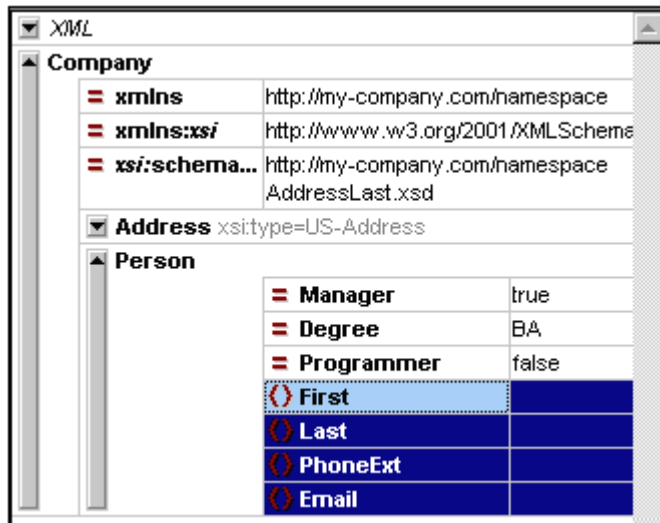 XML
Company
= xmlns http://my-company.com/namespace
= xmlns:xsi http://www.w3.org/2001/XMLSchema
= xsi:schema... http://my-company.com/namespace
AddressLast.xsd
Address xsi:type=US-Address
Person
= Manager true
= Degree BA
= Programmer false
() First
() Last
() PhoneExt
() Email